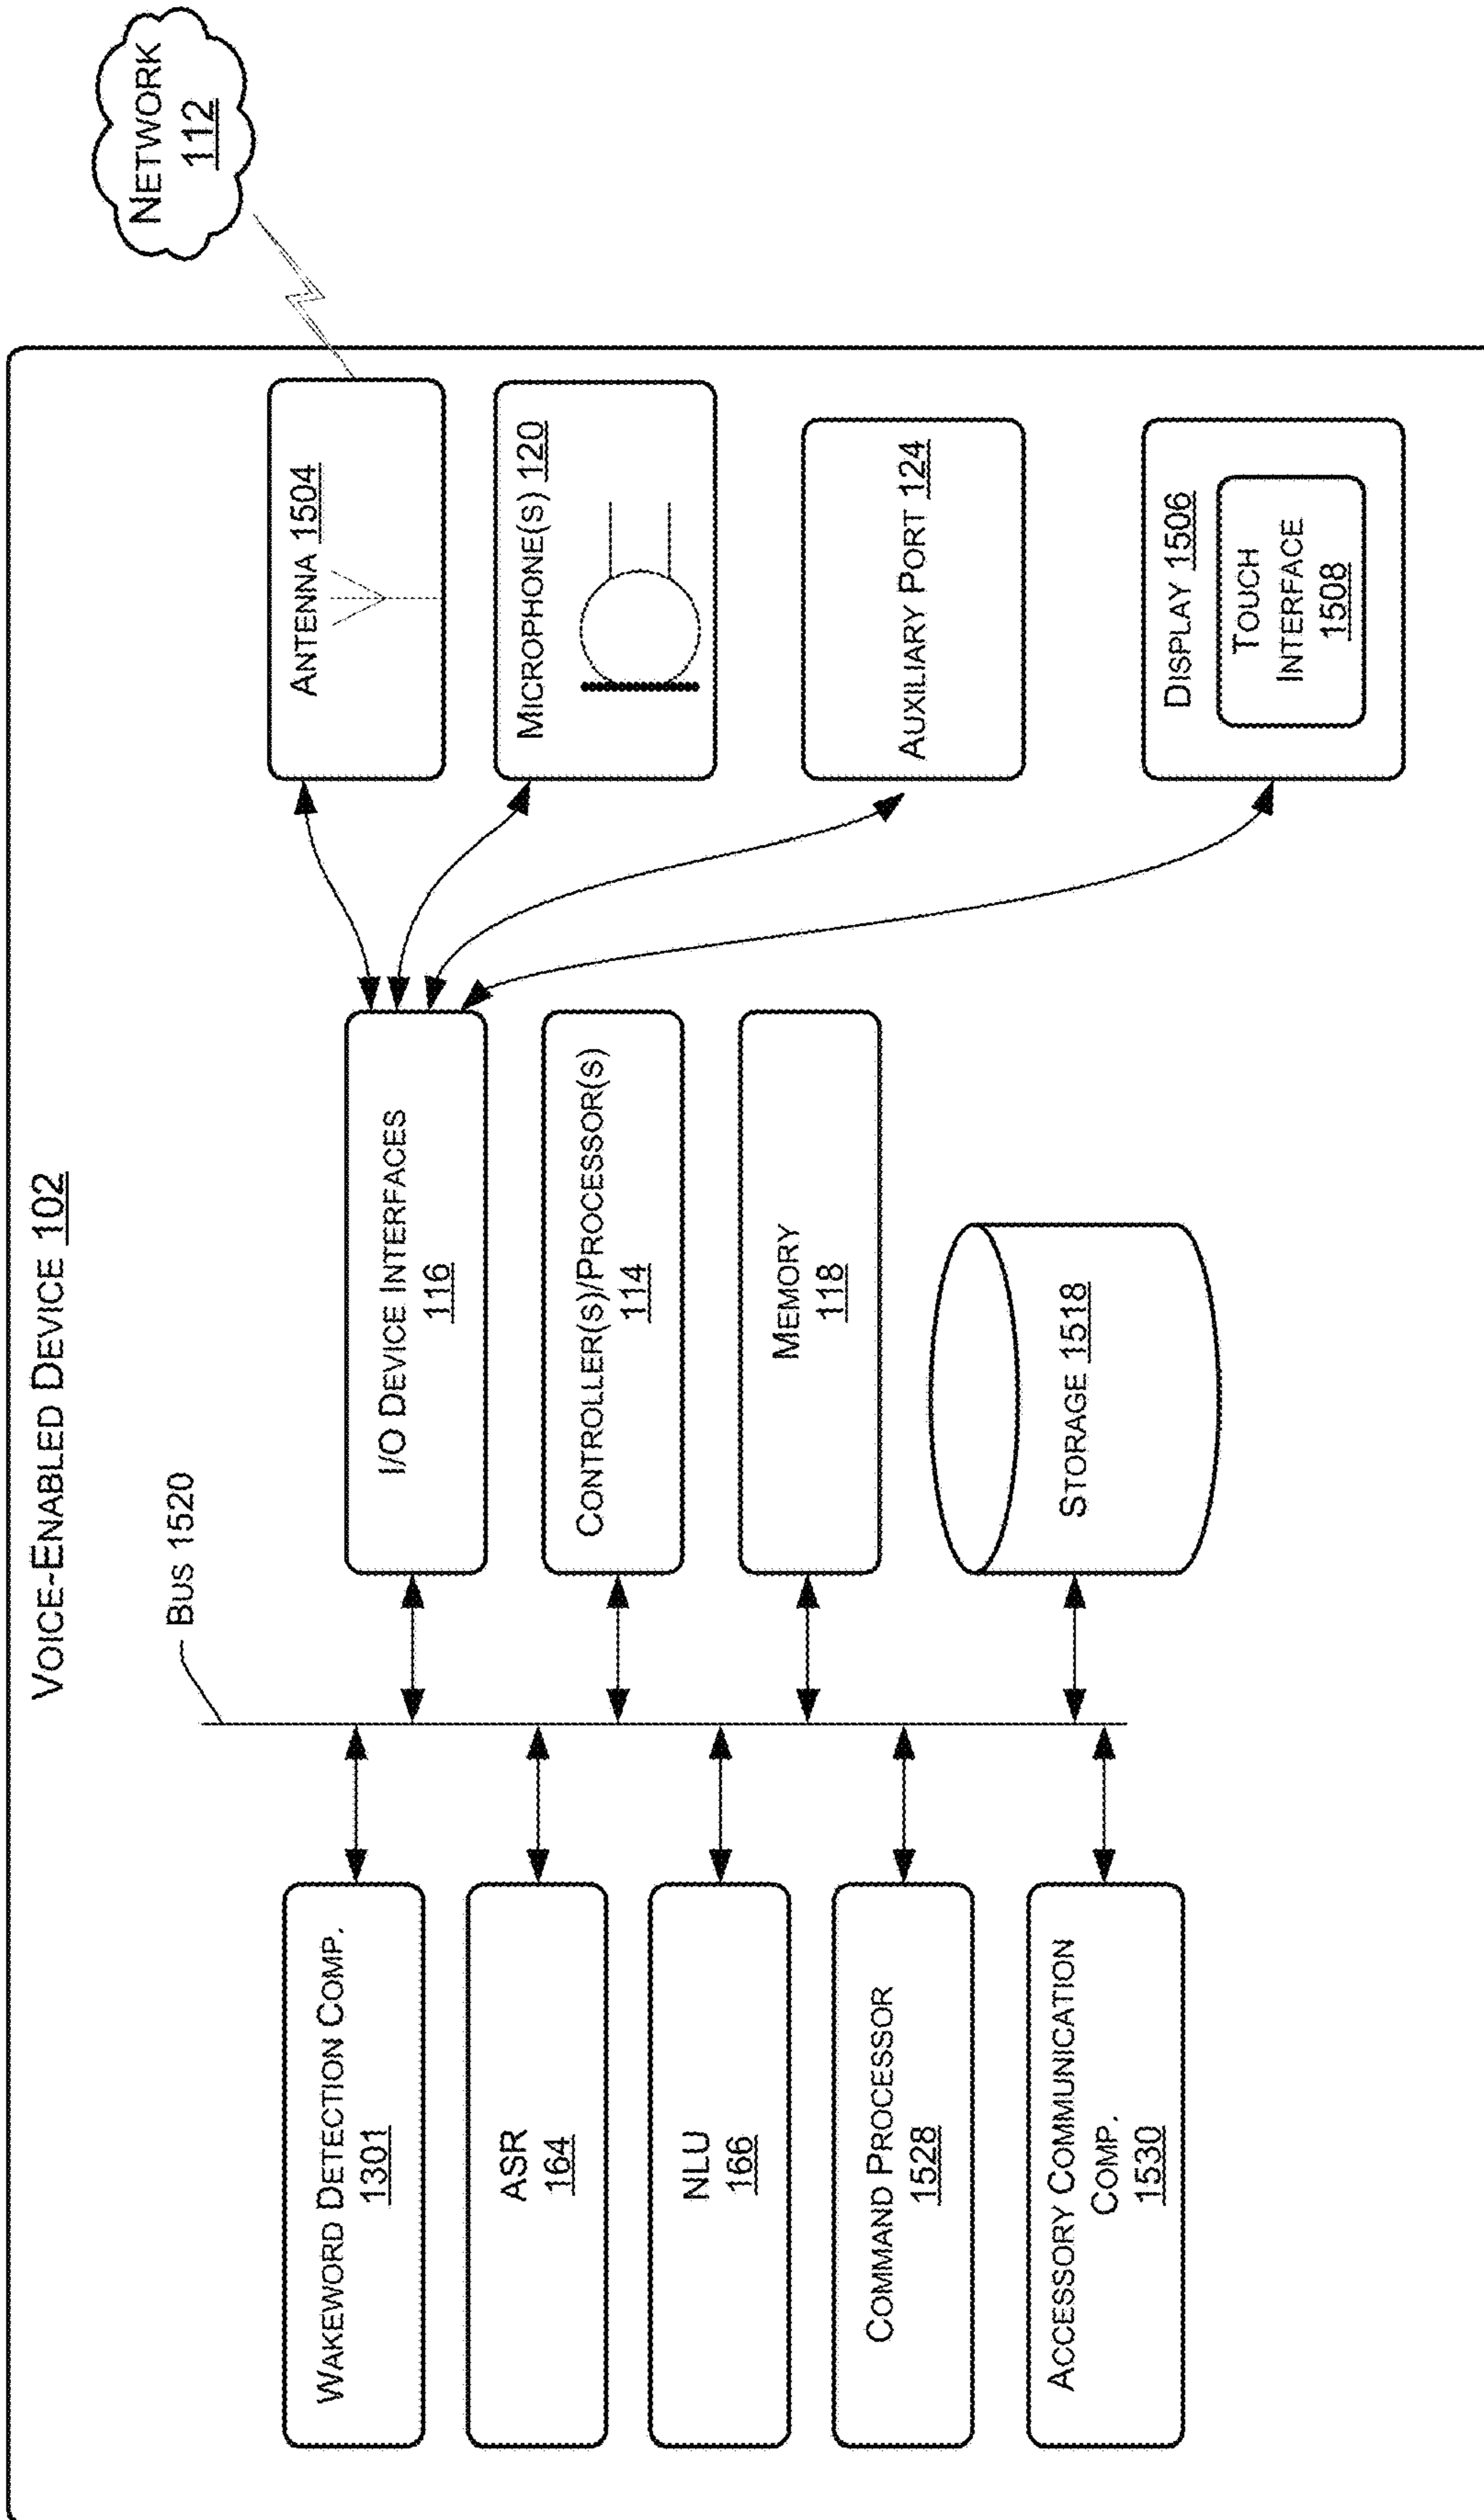 VOICE-ENABLED DEVICE 102
BUS 1520
WAKEWORD DETECTION COMP.
1301
ASR
164
NLU
166
COMMAND PROCESSOR
1528
ACCESSORY COMMUNICATION
COMP.
1530
I/O DEVICE INTERFACES
116
CONTROLLER(S)/PROCESSOR(S)
114
MEMORY
118
STORAGE 1518
ANTENNA 1504
MICROPHONE(S) 120
AUXILIARY PORT 124
DISPLAY 1506
TOUCH
INTERFACE
1508
NETWORK
112